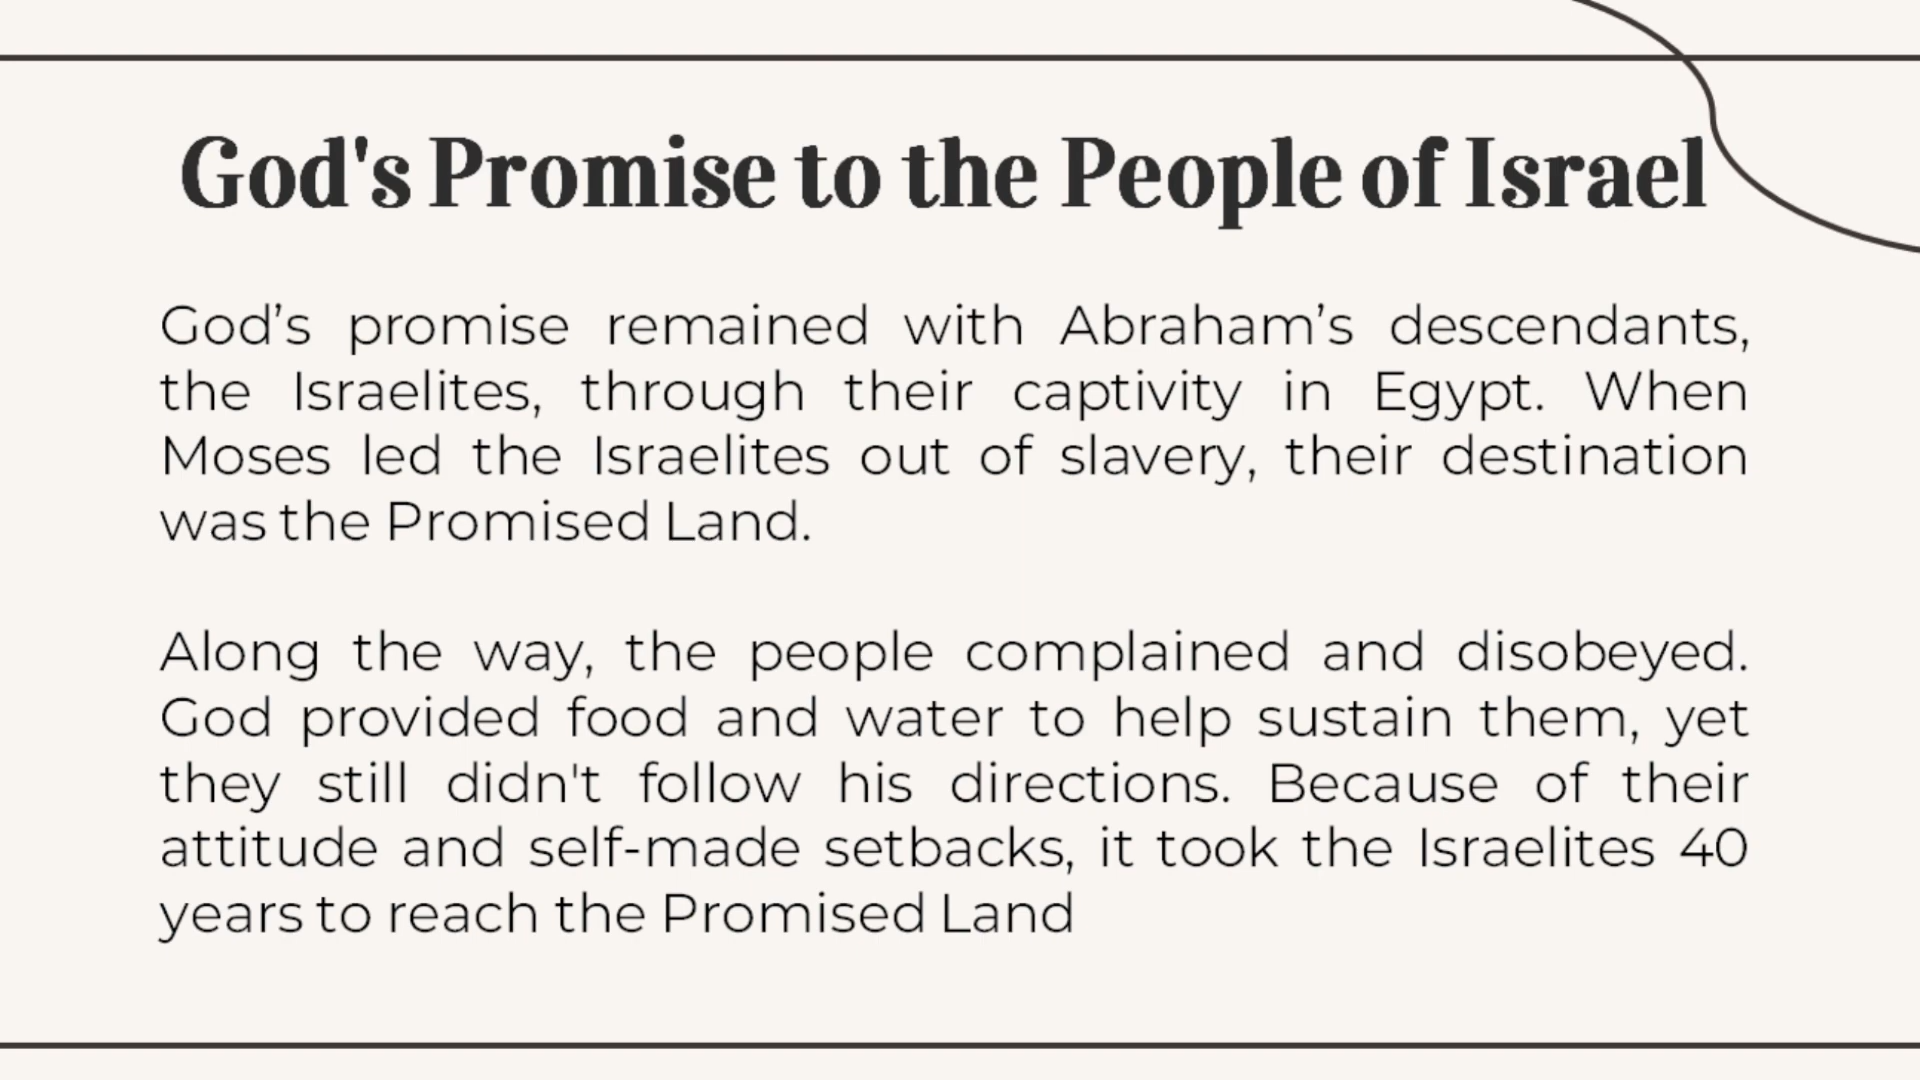 God's Promise to the People of Israel
God’s promise remained with Abraham’s descendants,
the Israelites, through their captivity in Egypt. When
Moses led the Israelites out of slavery, their destination
was the Promised Land.
Along the way, the people complained and disobeyed.
God provided food and water to help sustain them, yet
they still didn't follow his directions. Because of their
attitude and self-made setbacks, it took the Israelites 40
years to reach the Promised Land